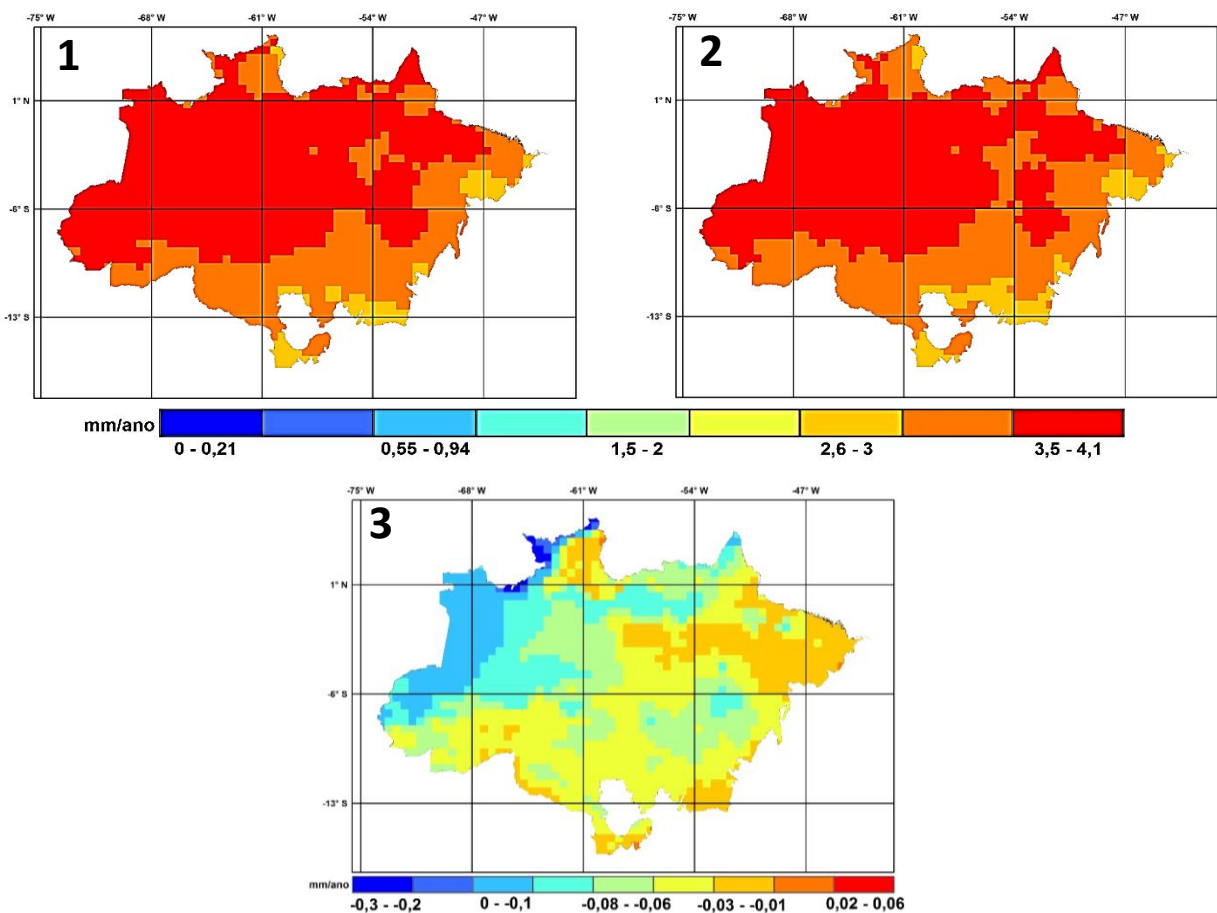 -75° W -68° W -61° W -54° W -47° W
1
1° N
-6° S
-13° S
-75° W -68° W -61° W -54° W -47° W
2
1° N
-6° S
-13° S
mm/ano
0 - 0,21 0,55 - 0,94 1,5 - 2 2,6 - 3 3,5 - 4,1
-75° W -68° W -61° W -54° W -47° W
3
1° N
-6° S
-13° S
mm/ano
-0,3 - -0,2 0 - -0,1 -0,08 - -0,06 -0,03 - -0,01 0,02 - 0,06